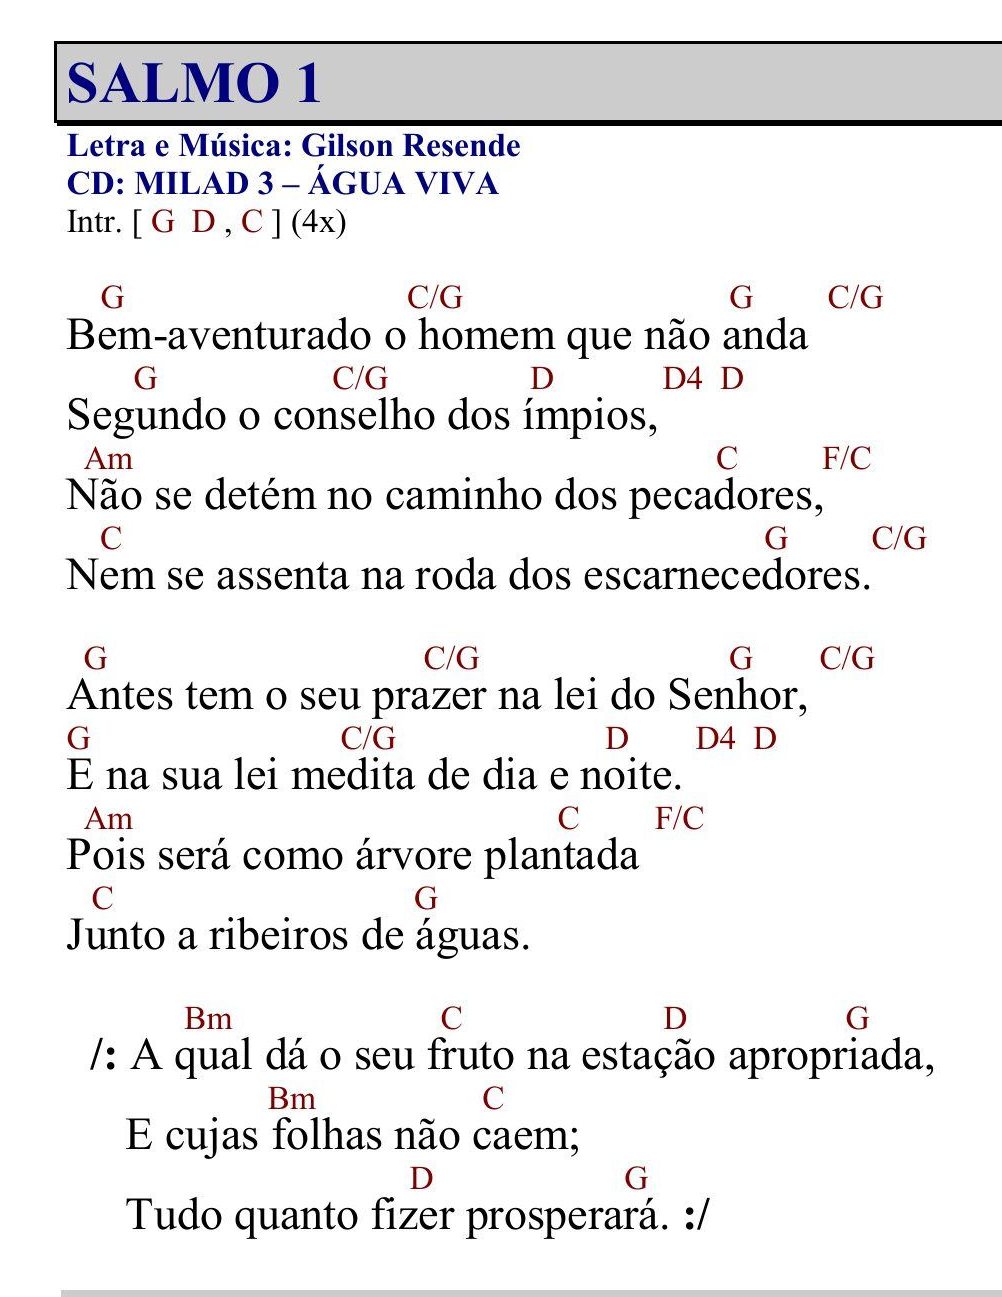 SALMO 1
Letra e Música: Gilson Resende
CD: MILAD 3 – ÁGUA VIVA
Intr. [ G D , C ] (4x)
G C/G G C/G
Bem-aventurado o homem que não anda
G C/G D D4 D
Segundo o conselho dos ímpios,
Am C F/C
Não se detém no caminho dos pecadores,
C G C/G
Nem se assenta na roda dos escarnecedores.
G C/G G C/G
Antes tem o seu prazer na lei do Senhor,
G C/G D D4 D
E na sua lei medita de dia e noite.
Am C F/C
Pois será como árvore plantada
C G
Junto a ribeiros de águas.
Bm C D G
/: A qual dá o seu fruto na estação apropriada,
Bm C
E cujas folhas não caem;
D G
Tudo quanto fizer prosperará. :/